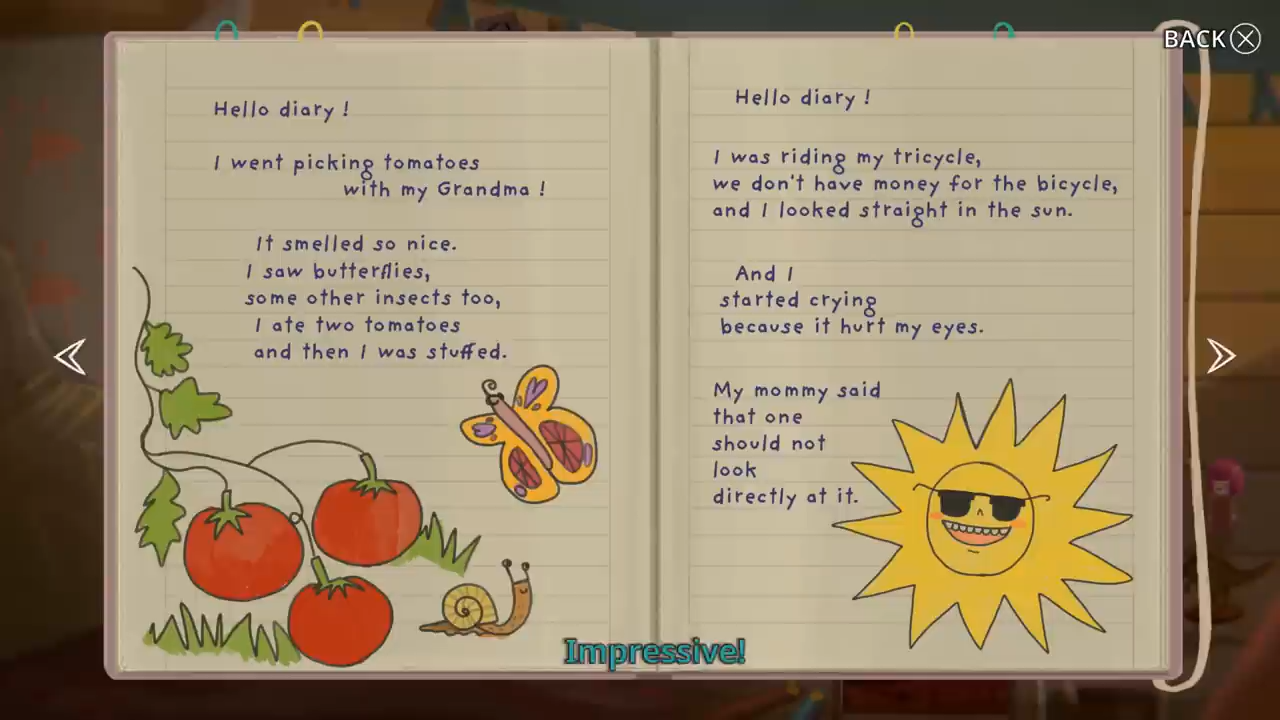 BACK
Hello diary !
I went picking tomatoes
with my Grandma !
It smelled so nice.
I saw butterflies,
some other insects too,
I ate two tomatoes
and then I was stuffed.
Hello diary !
I was riding my tricycle,
we don't have money for the bicycle,
and I looked straight in the sun.
And I
started crying
because it hurt my eyes.
My mommy said
that one
should not
look
directly at it.
Impressive!